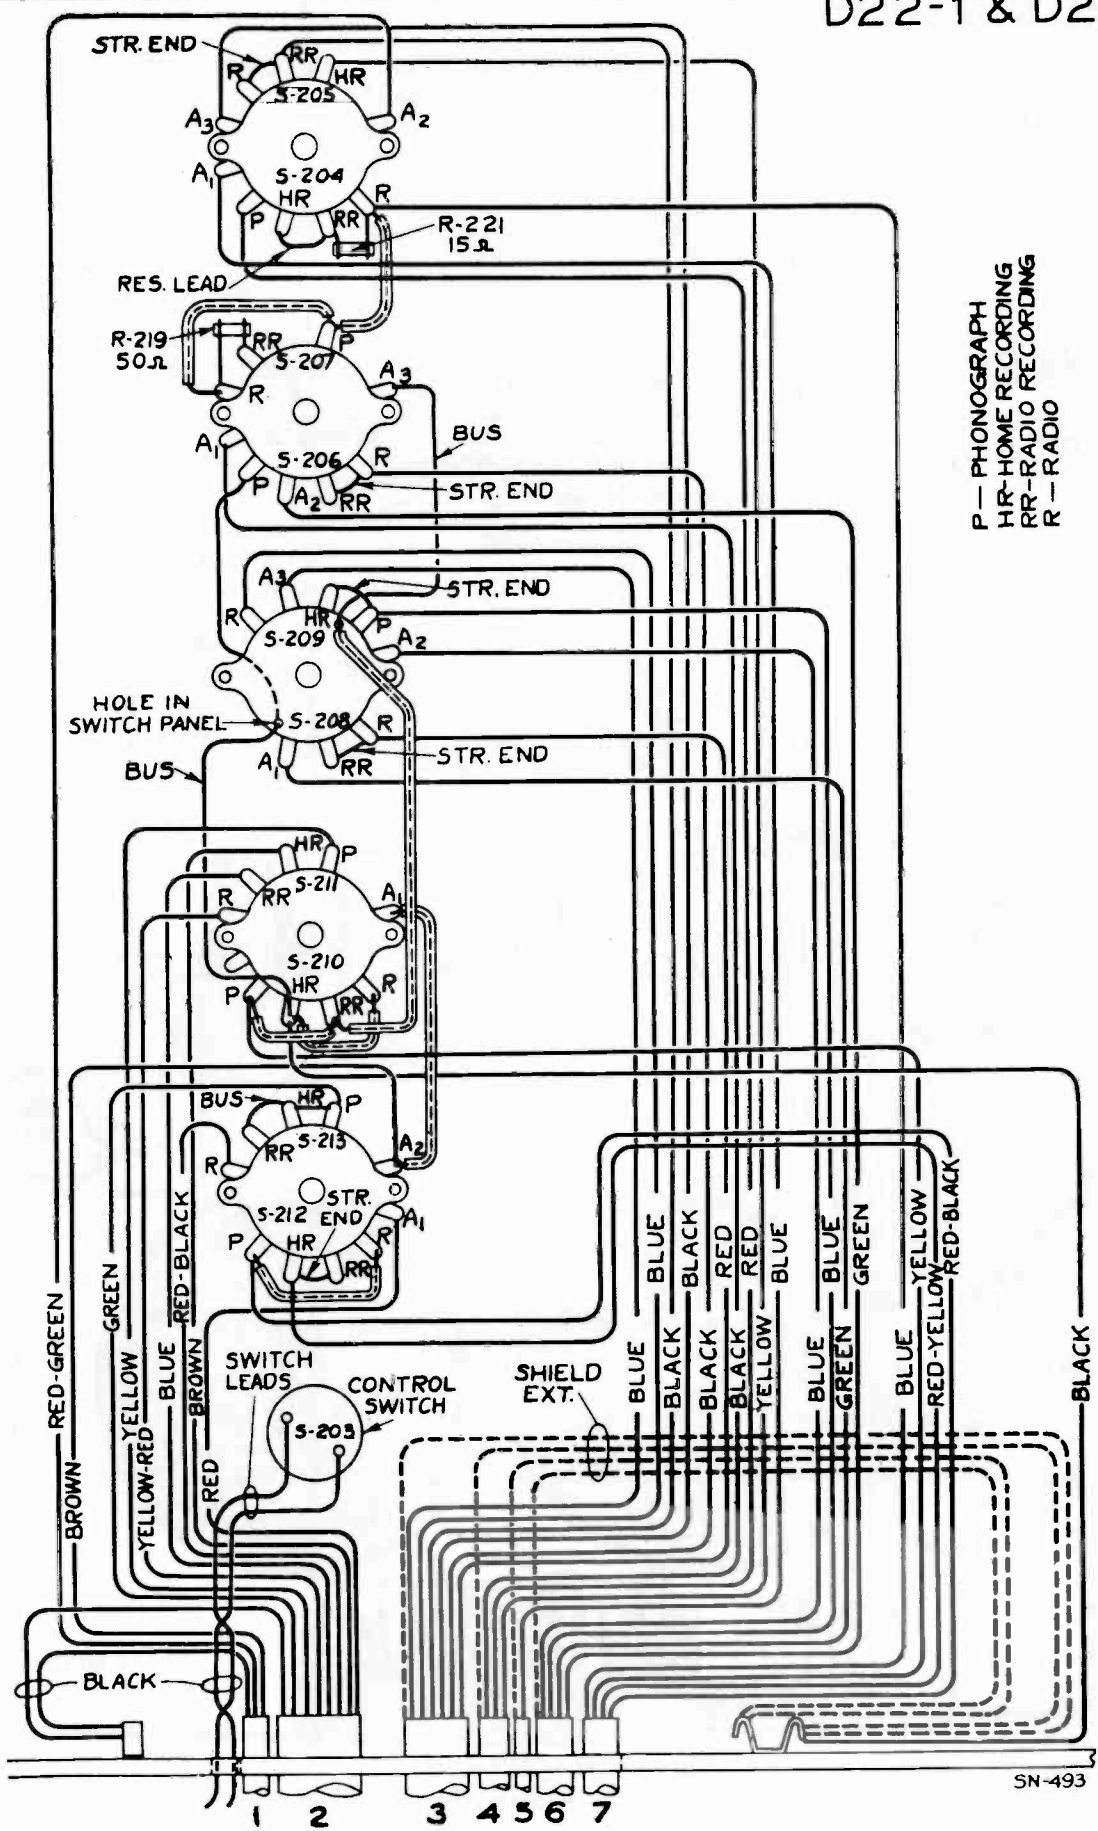 D22-1 & D2
STR. END
R
RR
HR
S-205
A3
A2
A1
S-204
HR
R
P
RR
R-221
15Ω
RES. LEAD
R-219
50Ω
RR
P
S-207
A3
R
A1
BUS
S-206
R
P
A2
RR
STR. END
P — PHONOGRAPH
HR-HOME RECORDING
RR-RADIO RECORDING
R — RADIO
A3
STR. END
R
HR
P
S-209
A2
HOLE IN
SWITCH PANEL
S-208
R
A1
RR
STR. END
BUS
HR
P
S-211
RR
R
A1
S-210
HR
R
P
RR
BUS
HR
P
S-213
RR
R
A2
STR.
END
S-212
A1
P
HR
R
RR
RED-GREEN
BROWN
GREEN
YELLOW
YELLOW-RED
BLUE
RED-BLACK
BROWN
RED
SWITCH
LEADS
CONTROL
SWITCH
S-203
SHIELD
EXT.
BLUE
BLUE
BLACK
BLACK
BLACK
RED
BLACK
RED
YELLOW
BLUE
BLUE
BLUE
GREEN
GREEN
BLUE
YELLOW
RED-YELLOW
RED-BLACK
BLACK
BLACK
SN-493
1 2 3 4 5 6 7